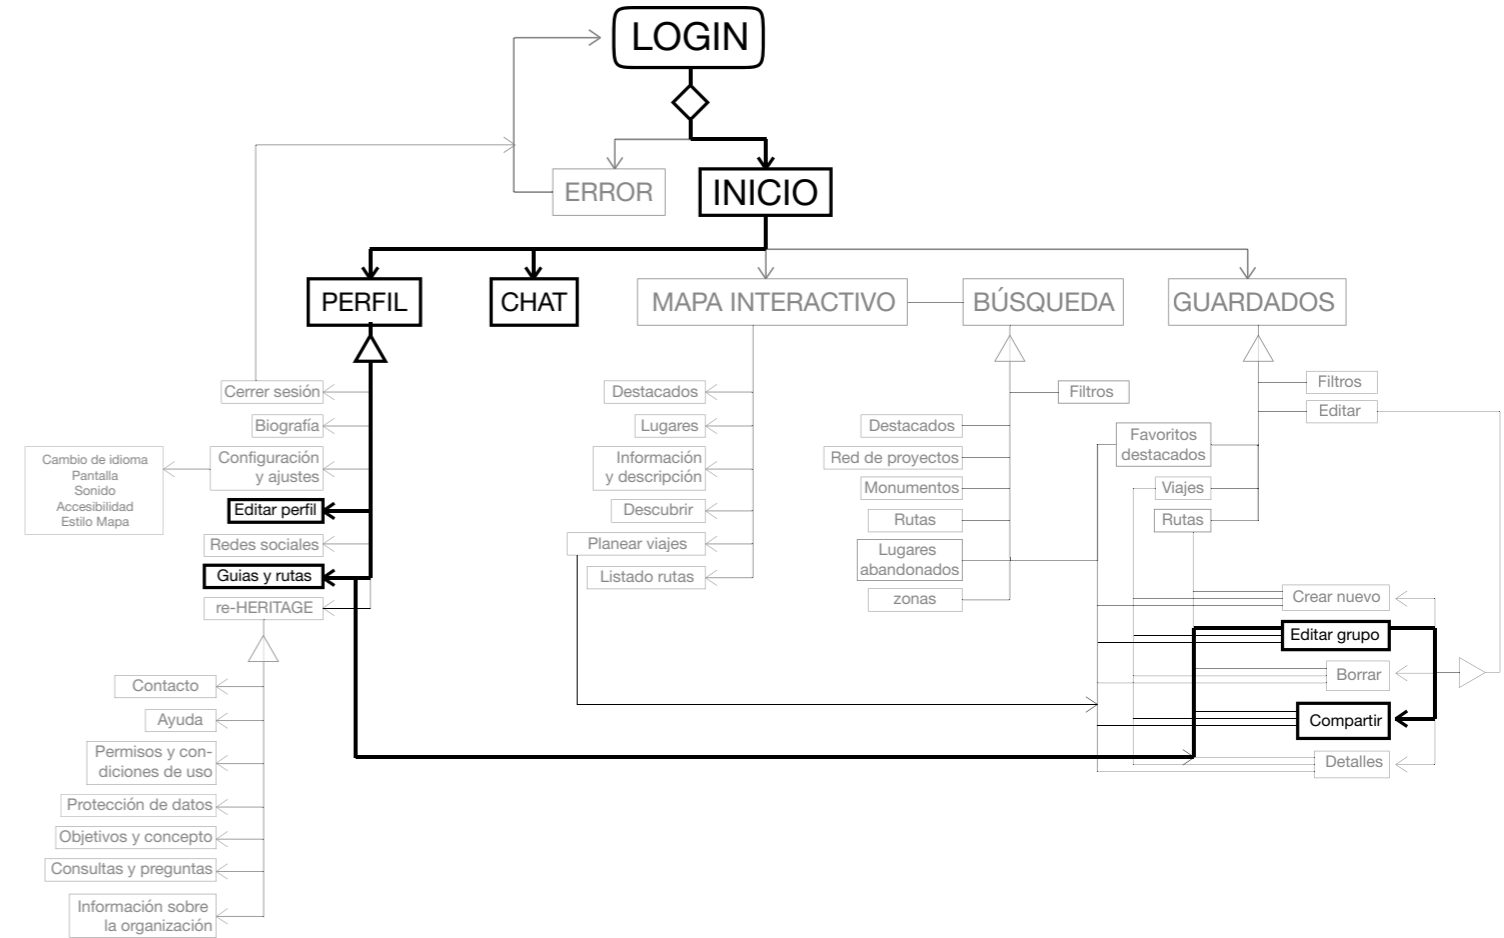 LOGIN
ERROR
INICIO
PERFIL
CHAT
MAPA INTERACTIVO
BÚSQUEDA
GUARDADOS
Cerrer sesión
Biografía
Configuración
y ajustes
Cambio de idioma
Pantalla
Sonido
Accesibilidad
Estilo Mapa
Editar perfil
Redes sociales
Guias y rutas
re-HERITAGE
Contacto
Ayuda
Permisos y con-
diciones de uso
Protección de datos
Objetivos y concepto
Consultas y preguntas
Información sobre
la organización
Destacados
Lugares
Información
y descripción
Descubrir
Planear viajes
Listado rutas
Filtros
Destacados
Red de proyectos
Monumentos
Rutas
Lugares
abandonados
zonas
Filtros
Editar
Favoritos
destacados
Viajes
Rutas
Crear nuevo
Editar grupo
Borrar
Compartir
Detalles